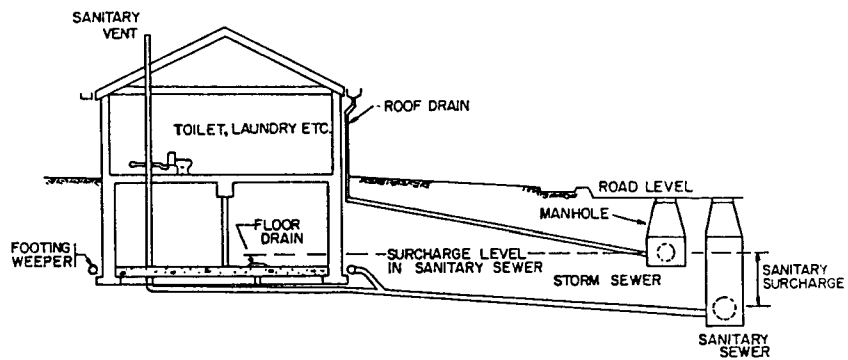 SANITARY
VENT
ROOF DRAIN
TOILET, LAUNDRY ETC.
ROAD LEVEL
MANHOLE
FLOOR
DRAIN
FOOTING
WEEPER
SURCHARGE LEVEL
IN SANITARY SEWER
STORM SEWER
SANITARY
SURCHARGE
SANITARY
SEWER